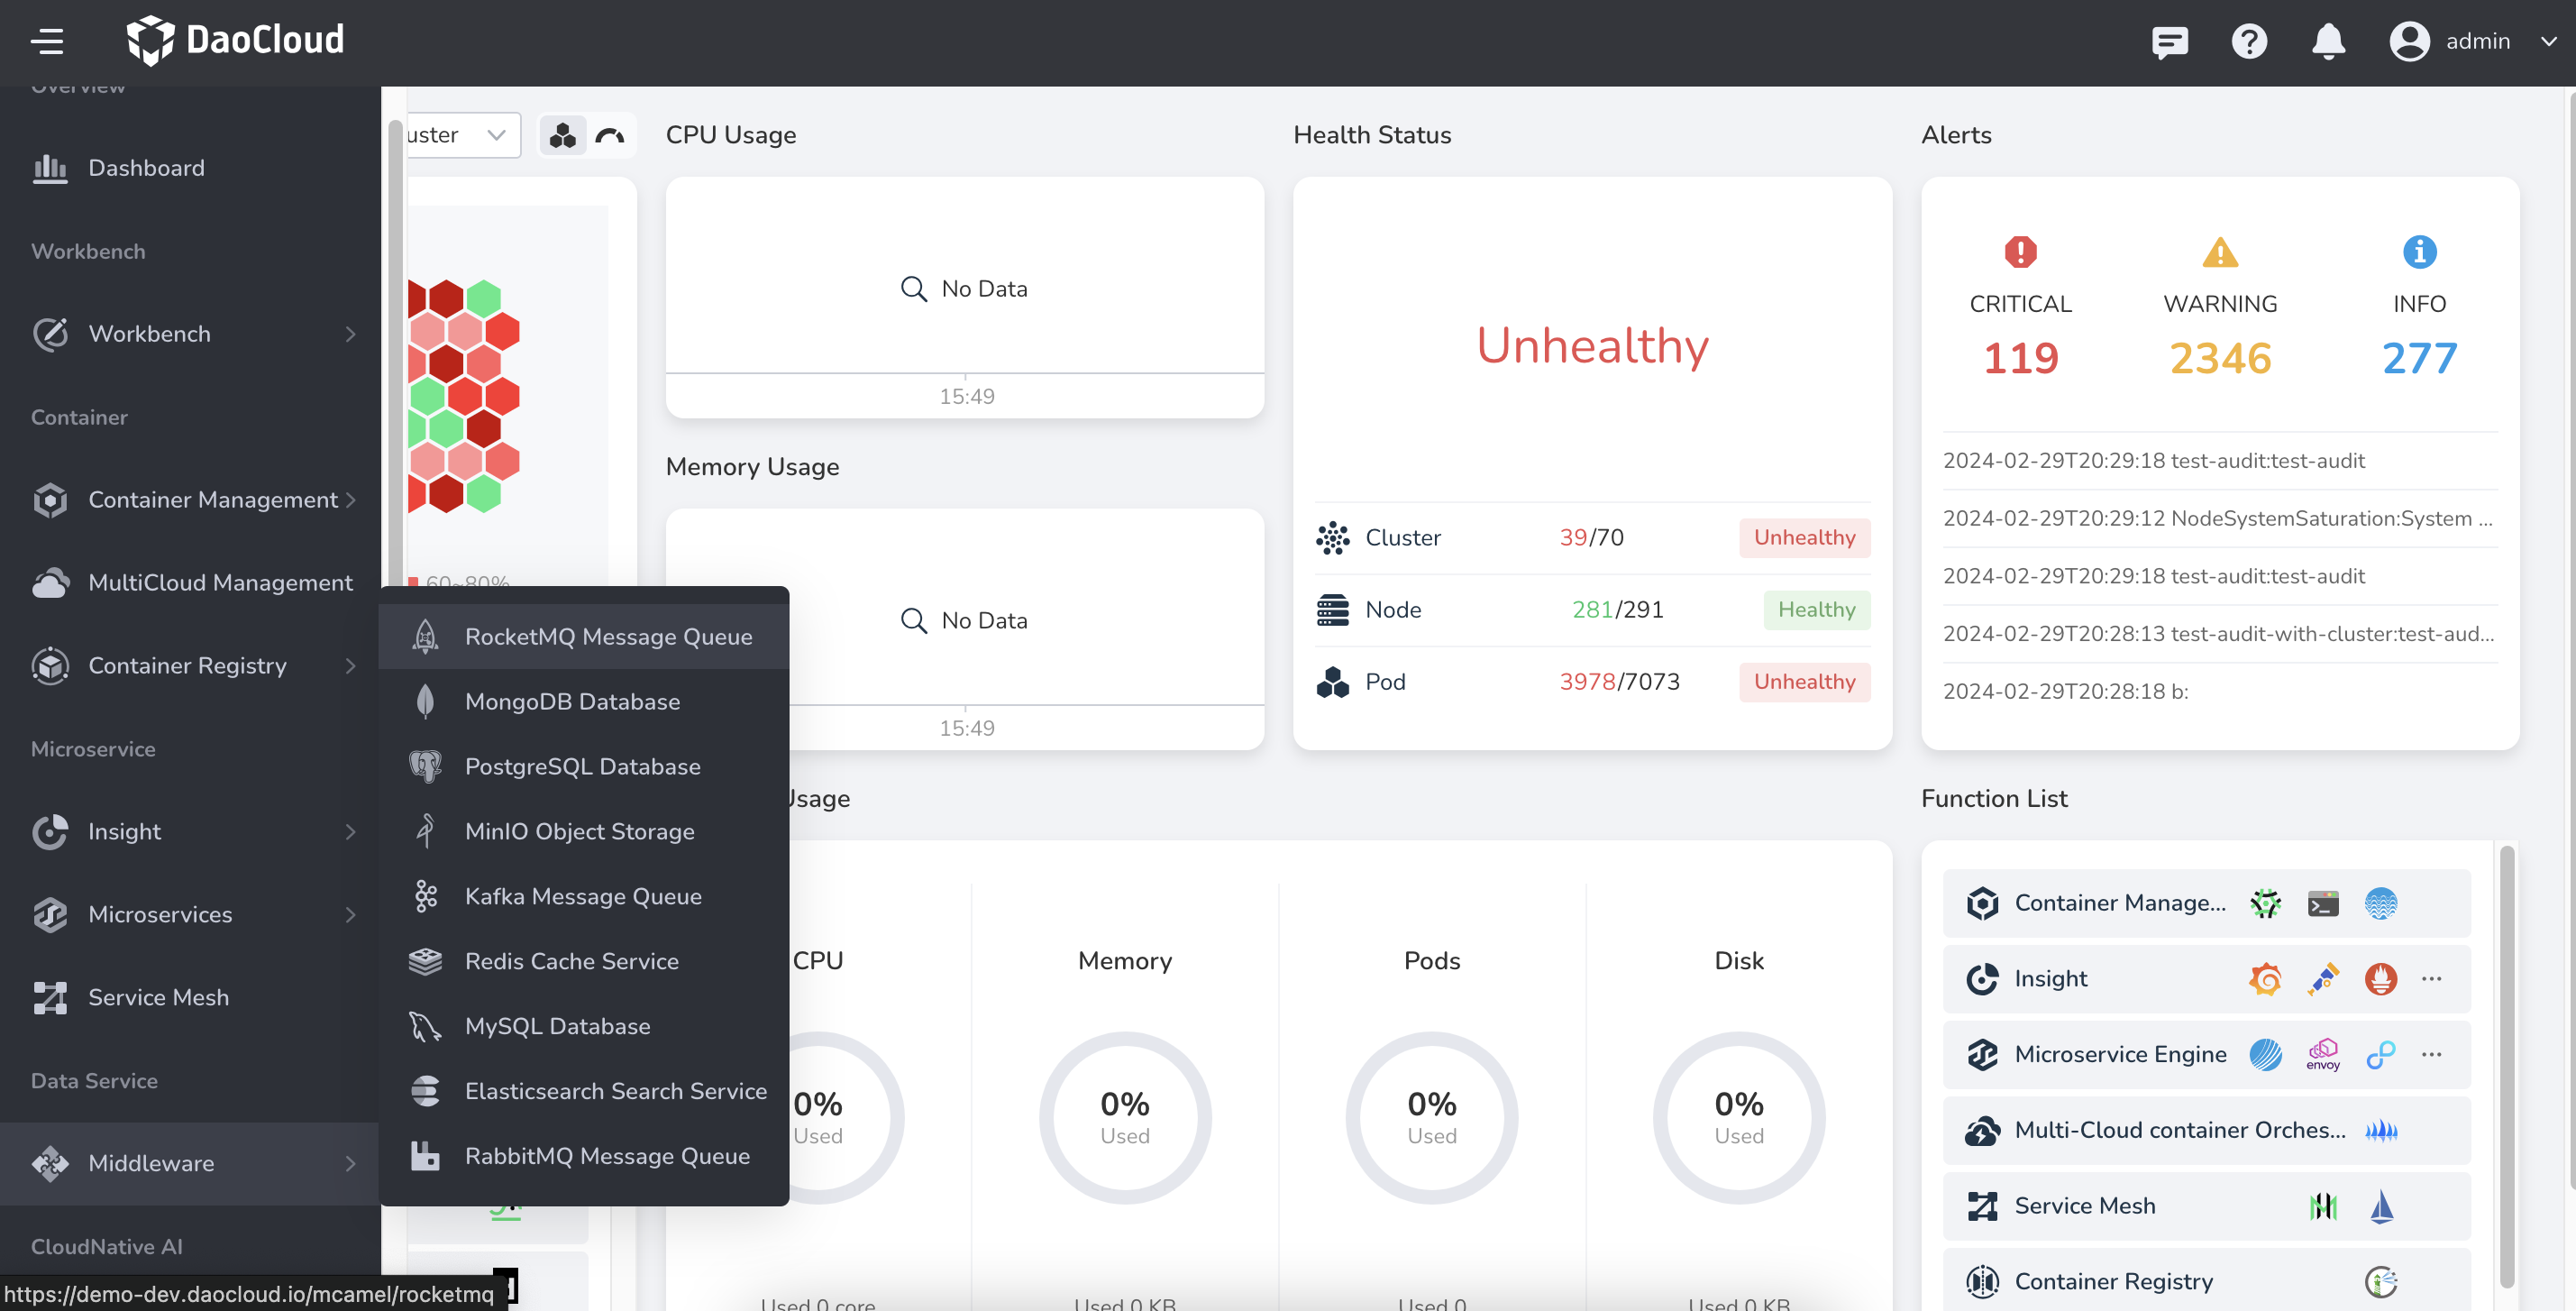 DaoCloud
admin
Overview
Dashboard
Workbench
Workbench
Container
Container Management
MultiCloud Management
Container Registry
Microservice
Insight
Microservices
Service Mesh
Data Service
Middleware
CloudNative AI
https://demo-dev.daocloud.io/mcamel/rocketmq
RocketMQ Message Queue
MongoDB Database
PostgreSQL Database
MinIO Object Storage
Kafka Message Queue
Redis Cache Service
MySQL Database
Elasticsearch Search Service
RabbitMQ Message Queue
uster
60~80%
CPU Usage
No Data
15:49
Memory Usage
No Data
15:49
Health Status
Unhealthy
Cluster 39/70 Unhealthy
Node 281/291 Healthy
Pod 3978/7073 Unhealthy
Alerts
CRITICAL WARNING INFO
119 2346 277
2024-02-29T20:29:18 test-audit:test-audit
2024-02-29T20:29:12 NodeSystemSaturation:System ...
2024-02-29T20:29:18 test-audit:test-audit
2024-02-29T20:28:13 test-audit-with-cluster:test-aud...
2024-02-29T20:28:18 b:
Usage
CPU Memory Pods Disk
0% 0% 0% 0%
Used Used Used Used
Used 0 core Used 0 KB Used 0 Used 0 KB
Function List
Container Manage...
Insight
Microservice Engine
envoy
Multi-Cloud container Orches...
Service Mesh
Container Registry